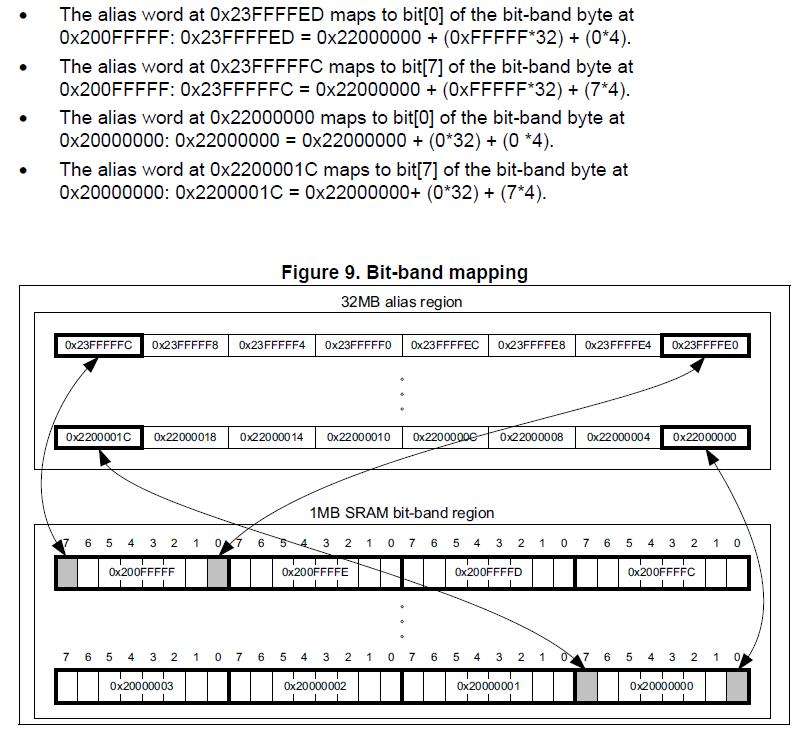 • The alias word at 0x23FFFFED maps to bit[0] of the bit-band byte at
0x200FFFFF: 0x23FFFFED = 0x22000000 + (0xFFFFF*32) + (0*4).
• The alias word at 0x23FFFFFC maps to bit[7] of the bit-band byte at
0x200FFFFF: 0x23FFFFFC = 0x22000000 + (0xFFFFF*32) + (7*4).
• The alias word at 0x22000000 maps to bit[0] of the bit-band byte at
0x20000000: 0x22000000 = 0x22000000 + (0*32) + (0 *4).
• The alias word at 0x2200001C maps to bit[7] of the bit-band byte at
0x20000000: 0x2200001C = 0x22000000+ (0*32) + (7*4).
Figure 9. Bit-band mapping
32MB alias region
0x23FFFFFC 0x23FFFFF8 0x23FFFFF4 0x23FFFFF0 0x23FFFFEC 0x23FFFFE8 0x23FFFFE4 0x23FFFFE0
0x2200001C 0x22000018 0x22000014 0x22000010 0x2200000C 0x22000008 0x22000004 0x22000000
1MB SRAM bit-band region
7 6 5 4 3 2 1 0 7 6 5 4 3 2 1 0 7 6 5 4 3 2 1 0 7 6 5 4 3 2 1 0
0x200FFFFF 0x200FFFFE 0x200FFFFD 0x200FFFFC
7 6 5 4 3 2 1 0 7 6 5 4 3 2 1 0 7 6 5 4 3 2 1 0 7 6 5 4 3 2 1 0
0x20000003 0x20000002 0x20000001 0x20000000